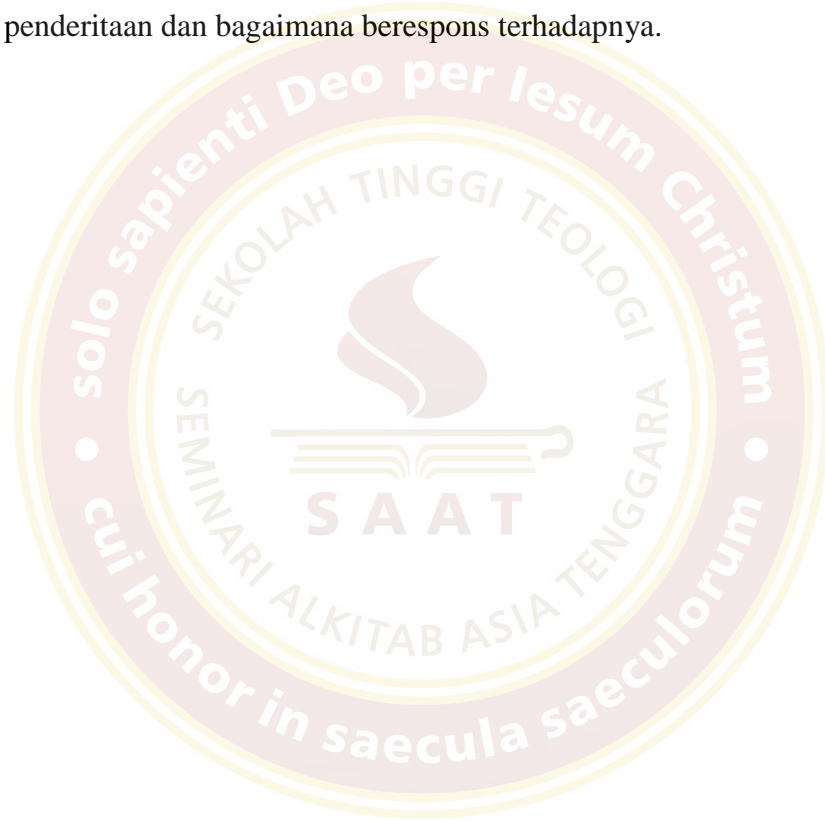 penderitaan dan bagaimana berespons terhadapnya.
solo sapienti Deo per Iesum Christum
SEKOLAH TINGGI TEOLOGI
SAAT
SEMINARI ALKITAB ASIA TENGGARA
cui honor in saecula saeculorum